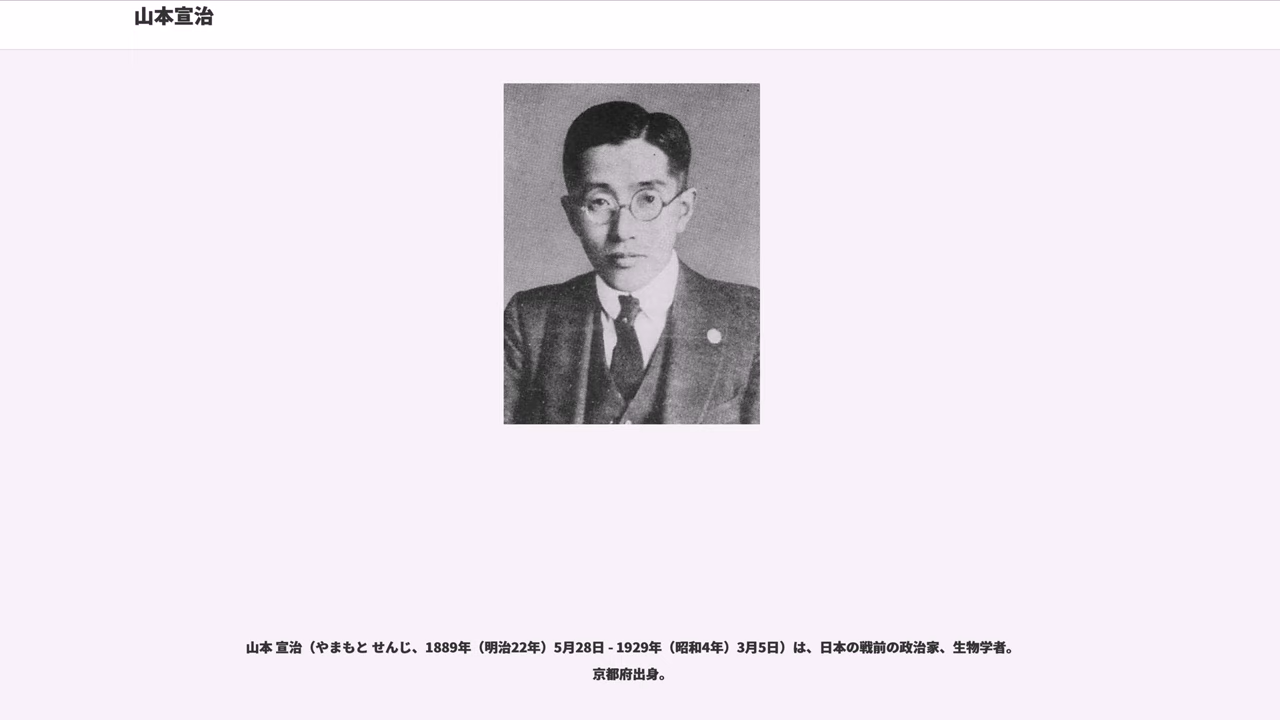 山本宣治
山本 宣治（やまもと せんじ、1889年（明治22年）5月28日 - 1929年（昭和4年）3月5日）は、日本の戦前の政治家、生物学者。
京都府出身。